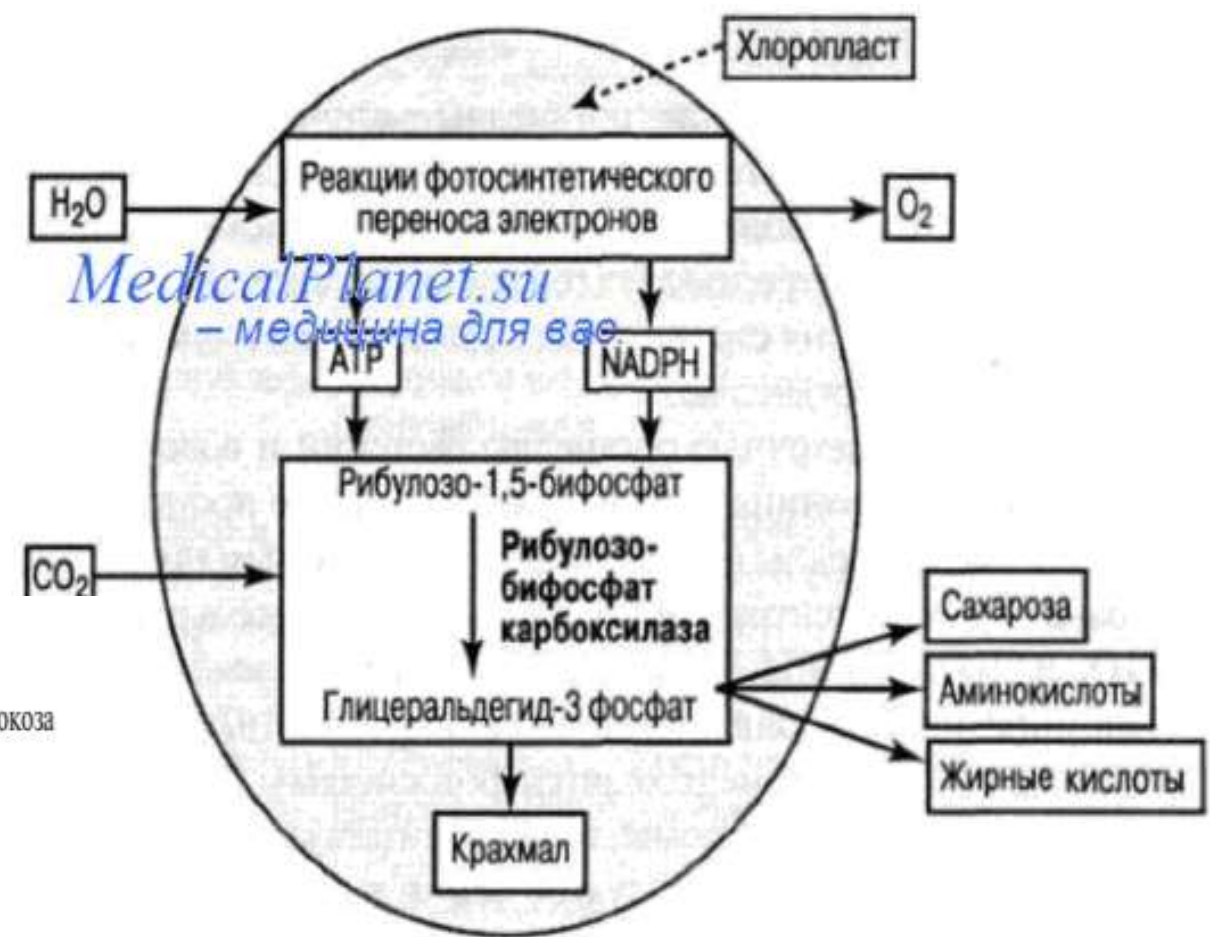 Хлоропласт
Реакции фотосинтетического
переноса электронов
H₂O
O₂
MedicalPlanet.su
– медицина для вас.
ATP
NADPH
Рибулозо-1,5-бифосфат
CO₂
Рибулозо-
бифосфат
карбоксилаза
Глицеральдегид-3 фосфат
Сахароза
Аминокислоты
Жирные кислоты
Крахмал